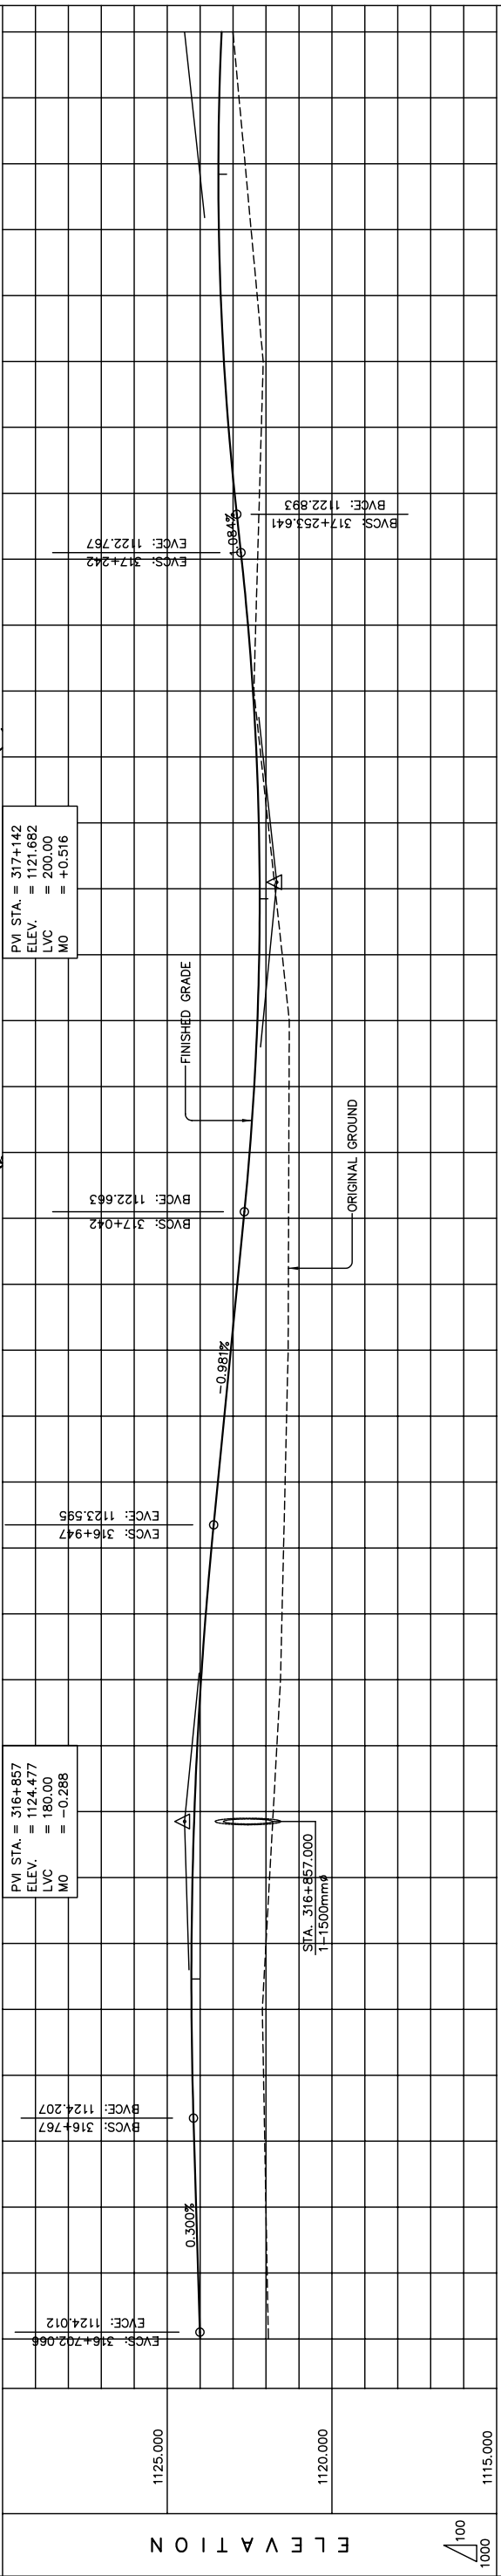 ELEVATION
100
1000
1125.000
1120.000
1115.000
EVCS: 316+702.066
EVCE: 1124.012
0.300%
BVCS: 316+767
BVCE: 1124.207
PVI STA. = 316+857
ELEV. = 1124.477
LVC = 180.00
MO = -0.288
STA. 316+857.000
1-1500mmø
EVCS: 316+947
EVCE: 1123.595
-0.981%
BVCS: 317+042
BVCE: 1122.663
FINISHED GRADE
ORIGINAL GROUND
PVI STA. = 317+142
ELEV. = 1121.682
LVC = 200.00
MO = +0.516
EVCS: 317+242
EVCE: 1122.767
1.084%
BVCS: 317+253.641
BVCE: 1122.893